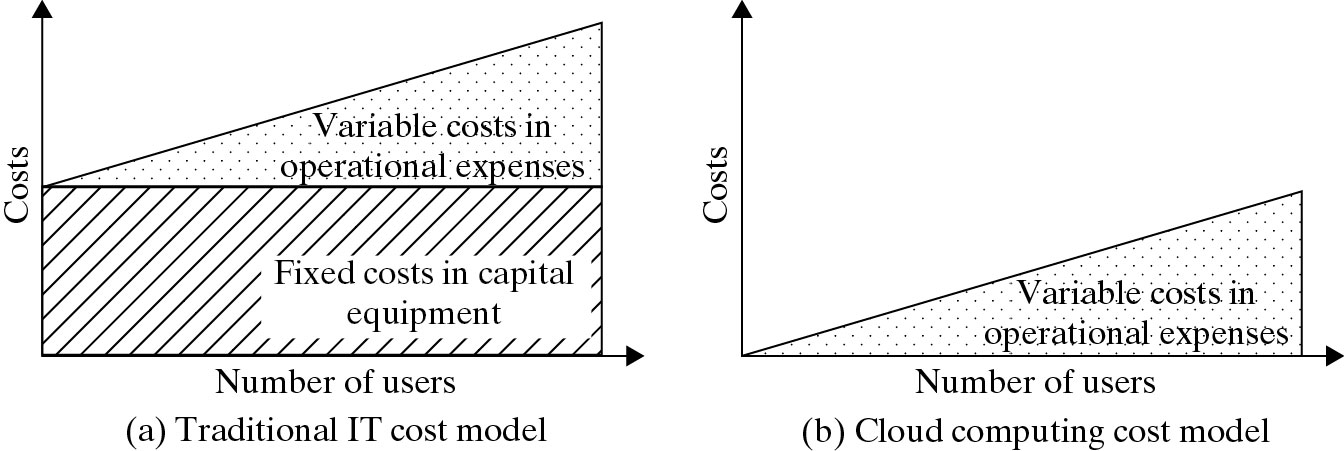 Costs
Variable costs in
operational expenses
Fixed costs in capital
equipment
Number of users
(a) Traditional IT cost model
Costs
Variable costs in
operational expenses
Number of users
(b) Cloud computing cost model